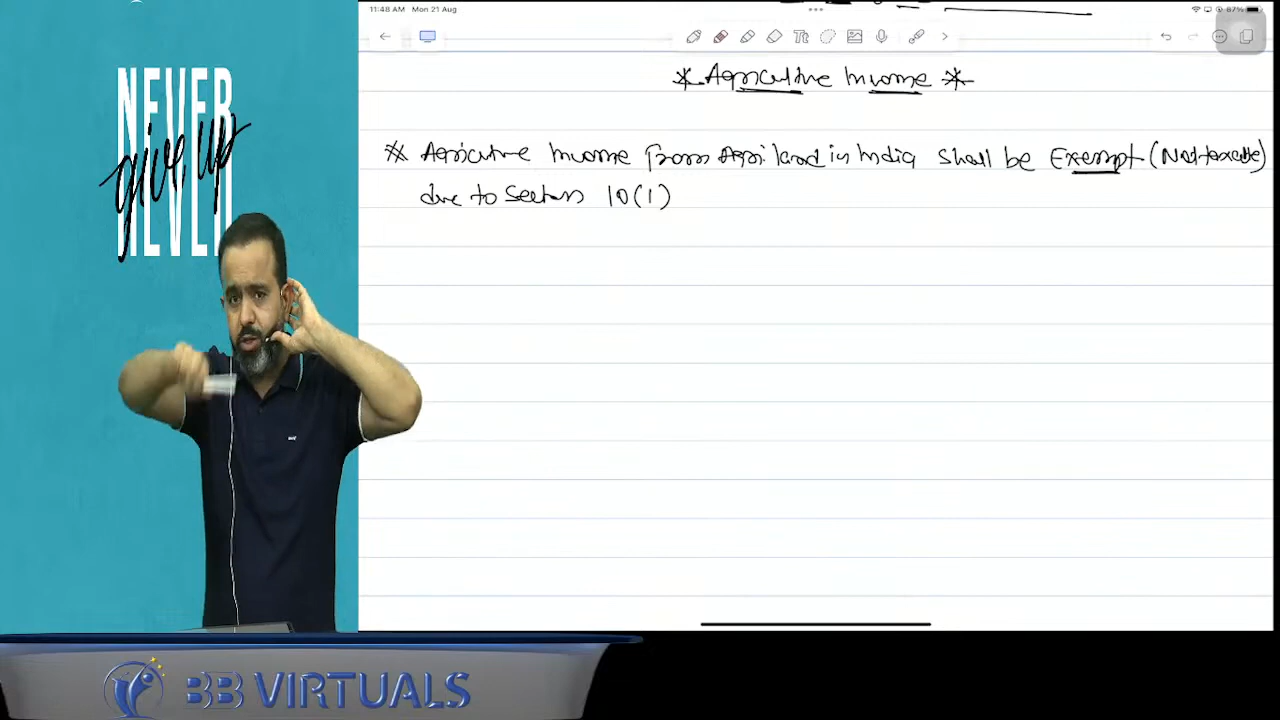 11:48 AM Mon 21 Aug
87%
NEVER
give up
NEVER
* Agriculture Income *
* Agriculture Income from Agri land in India shall be Exempt (Not taxable)
due to Section 10(1)
BB VIRTUALS